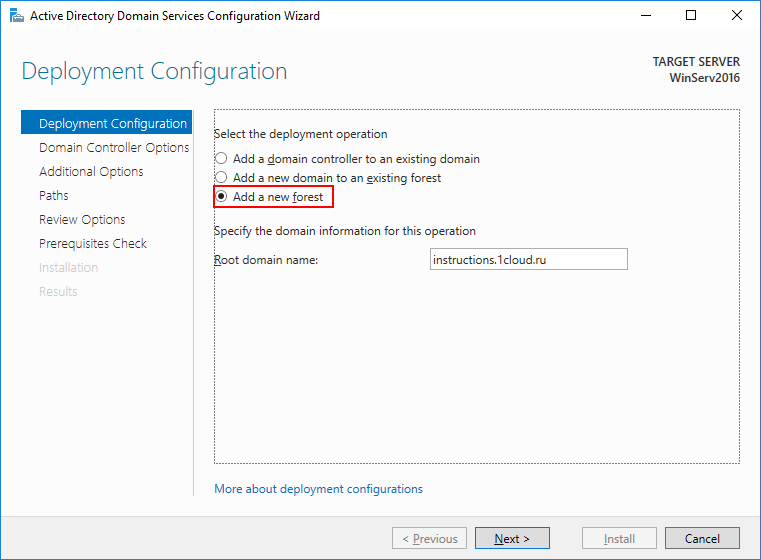 Active Directory Domain Services Configuration Wizard
Deployment Configuration
TARGET SERVER
WinServ2016
Deployment Configuration
Domain Controller Options
Additional Options
Paths
Review Options
Prerequisites Check
Installation
Results
Select the deployment operation
Add a domain controller to an existing domain
Add a new domain to an existing forest
Add a new forest
Specify the domain information for this operation
Root domain name: instructions.1cloud.ru
More about deployment configurations
< Previous Next > Install Cancel